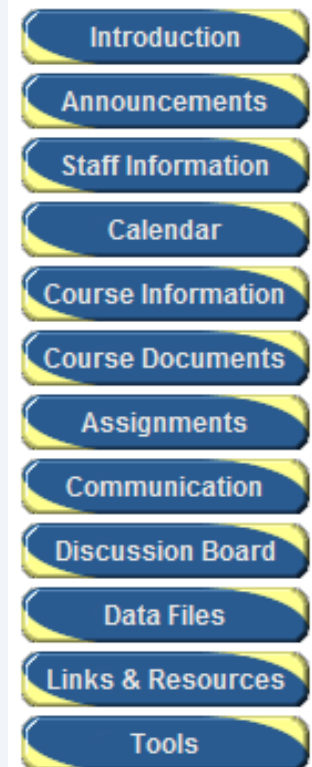 Introduction
Announcements
Staff Information
Calendar
Course Information
Course Documents
Assignments
Communication
Discussion Board
Data Files
Links & Resources
Tools